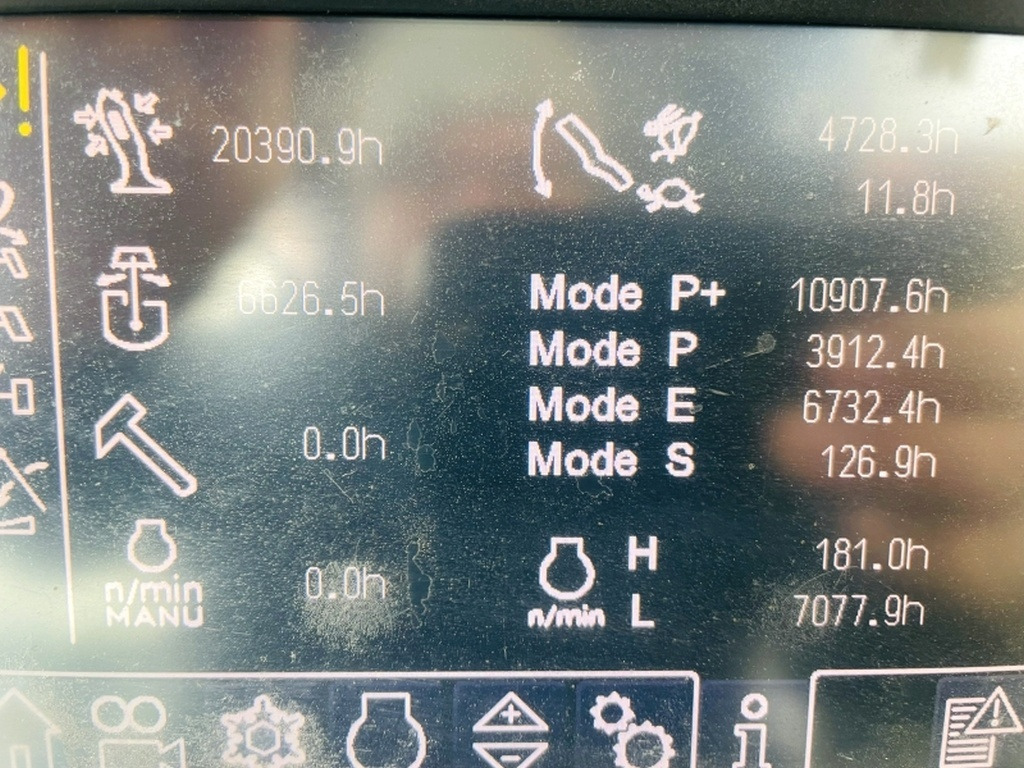 20390.9h
4728.3h
11.8h
6626.5h
Mode P+ 10907.6h
Mode P 3912.4h
Mode E 6732.4h
Mode S 126.9h
0.0h
n/min
MANU
0.0h
H 181.0h
n/min L 7077.9h